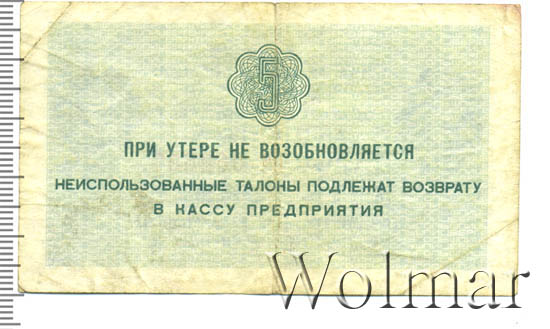 5
ПРИ УТЕРЕ НЕ ВОЗОБНОВЛЯЕТСЯ
НЕИСПОЛЬЗОВАННЫЕ ТАЛОНЫ ПОДЛЕЖАТ ВОЗВРАТУ
В КАССУ ПРЕДПРИЯТИЯ
Wolmar